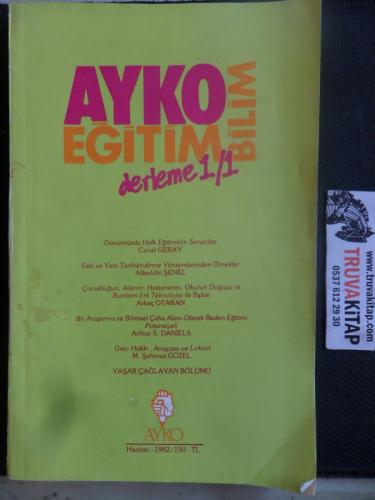 AYKO
EĞİTİM
BİLİM
derleme 1/1
Günümüzde Halk Eğitiminin Sorunları
Cevat GERAY
Eski ve Yeni Tarihlendirme Yöntemlerinden Örnekler
Alâeddin ŞENEL
Çocukluğun, Ailenin, Hastanenin, Okulun Doğuşu ve
Bunların Erk Teknolojisi ile İlişkisi
Arkaç OTARAN
Bir Araştırma ve Bilimsel Çaba Alanı Olarak Beden Eğitimi
Potansiyeli
Arthur S. DANIELS
Grev Hakkı, Anayasa ve Lokavt
M. Şehmus GÜZEL
YAŞAR ÇAĞLAYAN BÖLÜMÜ
AYKO
Haziran - 1982/150.-TL
www.truvakitap.com
TRUVAKİTAP
0537 612 29 30